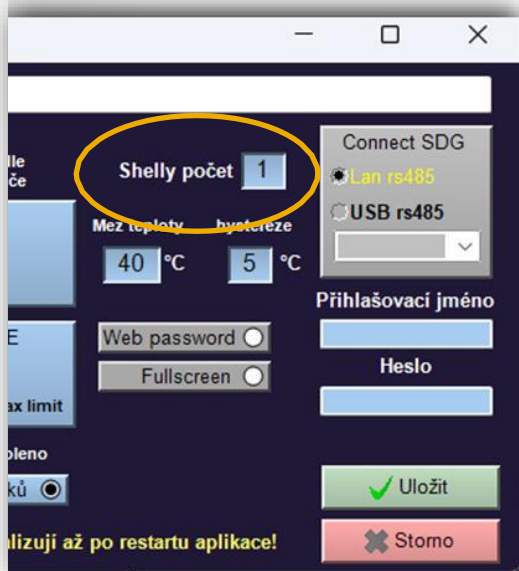 Connect SDG
lle
če
Shelly počet 1
Lan rs485
USB rs485
Mez teploty hystereze
40 °C 5 °C
Přihlašovací jméno
E
Web password
Heslo
Fullscreen
ax limit
oleno
ků
Uložit
lizují až po restartu aplikace!
Storno